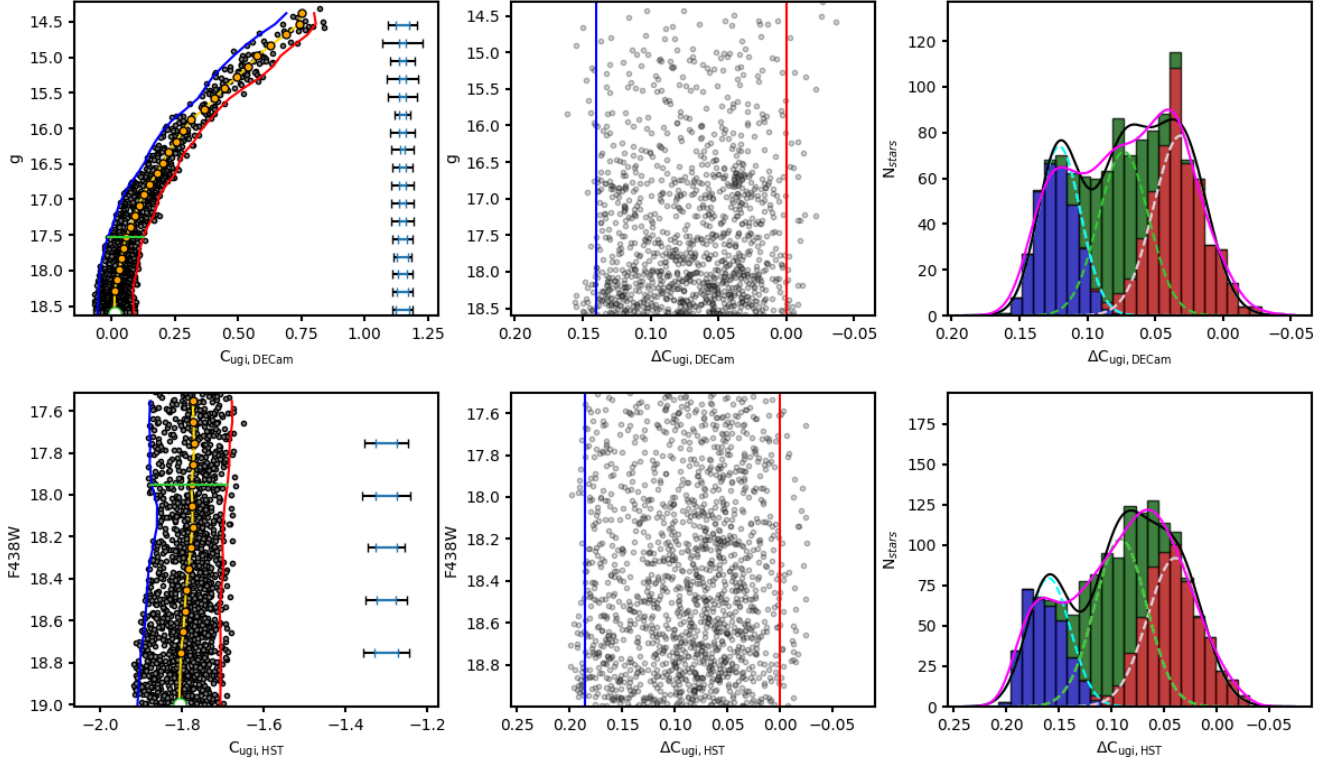 14.5
15.0
15.5
16.0
16.5
17.0
17.5
18.0
18.5
g
0.00 0.25 0.50 0.75 1.00 1.25
C_ugi, DECam
14.5
15.0
15.5
16.0
16.5
17.0
17.5
18.0
18.5
g
0.20 0.15 0.10 0.05 0.00 −0.05
ΔC_ugi, DECam
120
100
80
60
40
20
0
N_stars
0.20 0.15 0.10 0.05 0.00 −0.05
ΔC_ugi, DECam
17.6
17.8
18.0
18.2
18.4
18.6
18.8
19.0
F438W
−2.0 −1.8 −1.6 −1.4 −1.2
C_ugi, HST
17.6
17.8
18.0
18.2
18.4
18.6
18.8
F438W
0.25 0.20 0.15 0.10 0.05 0.00 −0.05
ΔC_ugi, HST
175
150
125
100
75
50
25
0
N_stars
0.25 0.20 0.15 0.10 0.05 0.00 −0.05
ΔC_ugi, HST